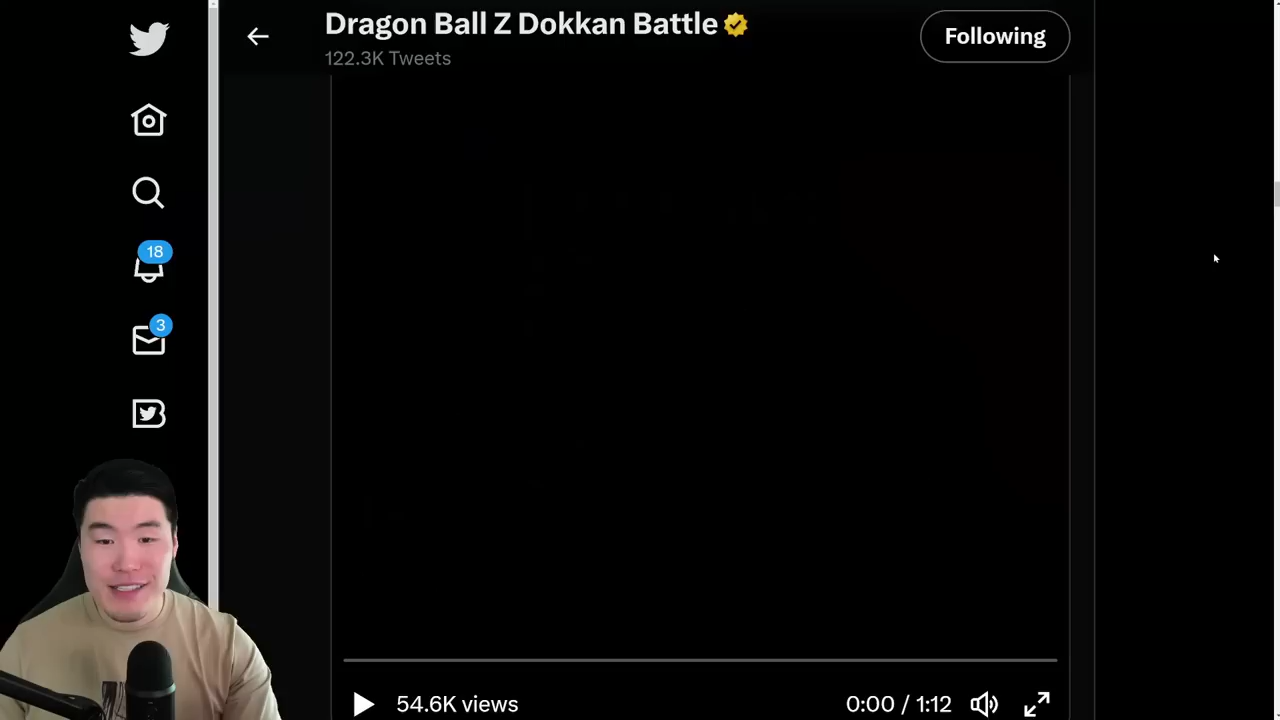 Dragon Ball Z Dokkan Battle
122.3K Tweets
Following
18
3
54.6K views
0:00 / 1:12